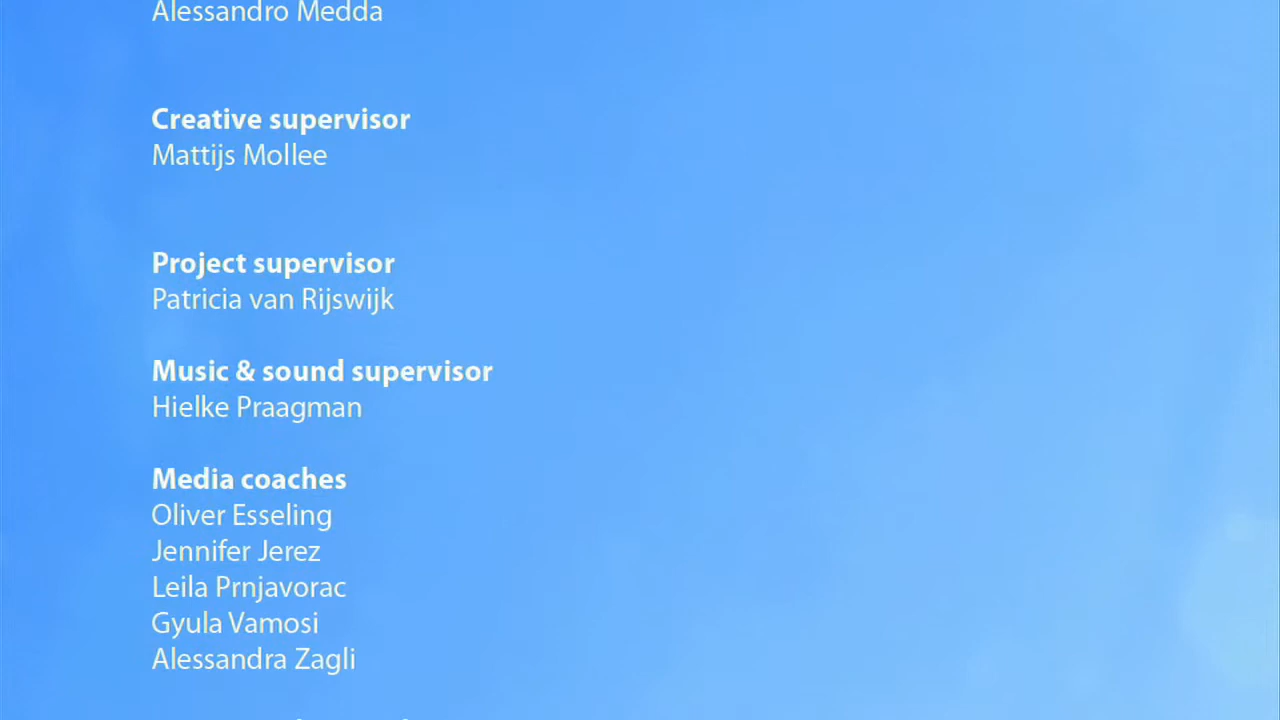 Alessandro Medda
Creative supervisor
Mattijs Mollee
Project supervisor
Patricia van Rijswijk
Music & sound supervisor
Hielke Praagman
Media coaches
Oliver Esseling
Jennifer Jerez
Leila Prnjavorac
Gyula Vamosi
Alessandra Zagli